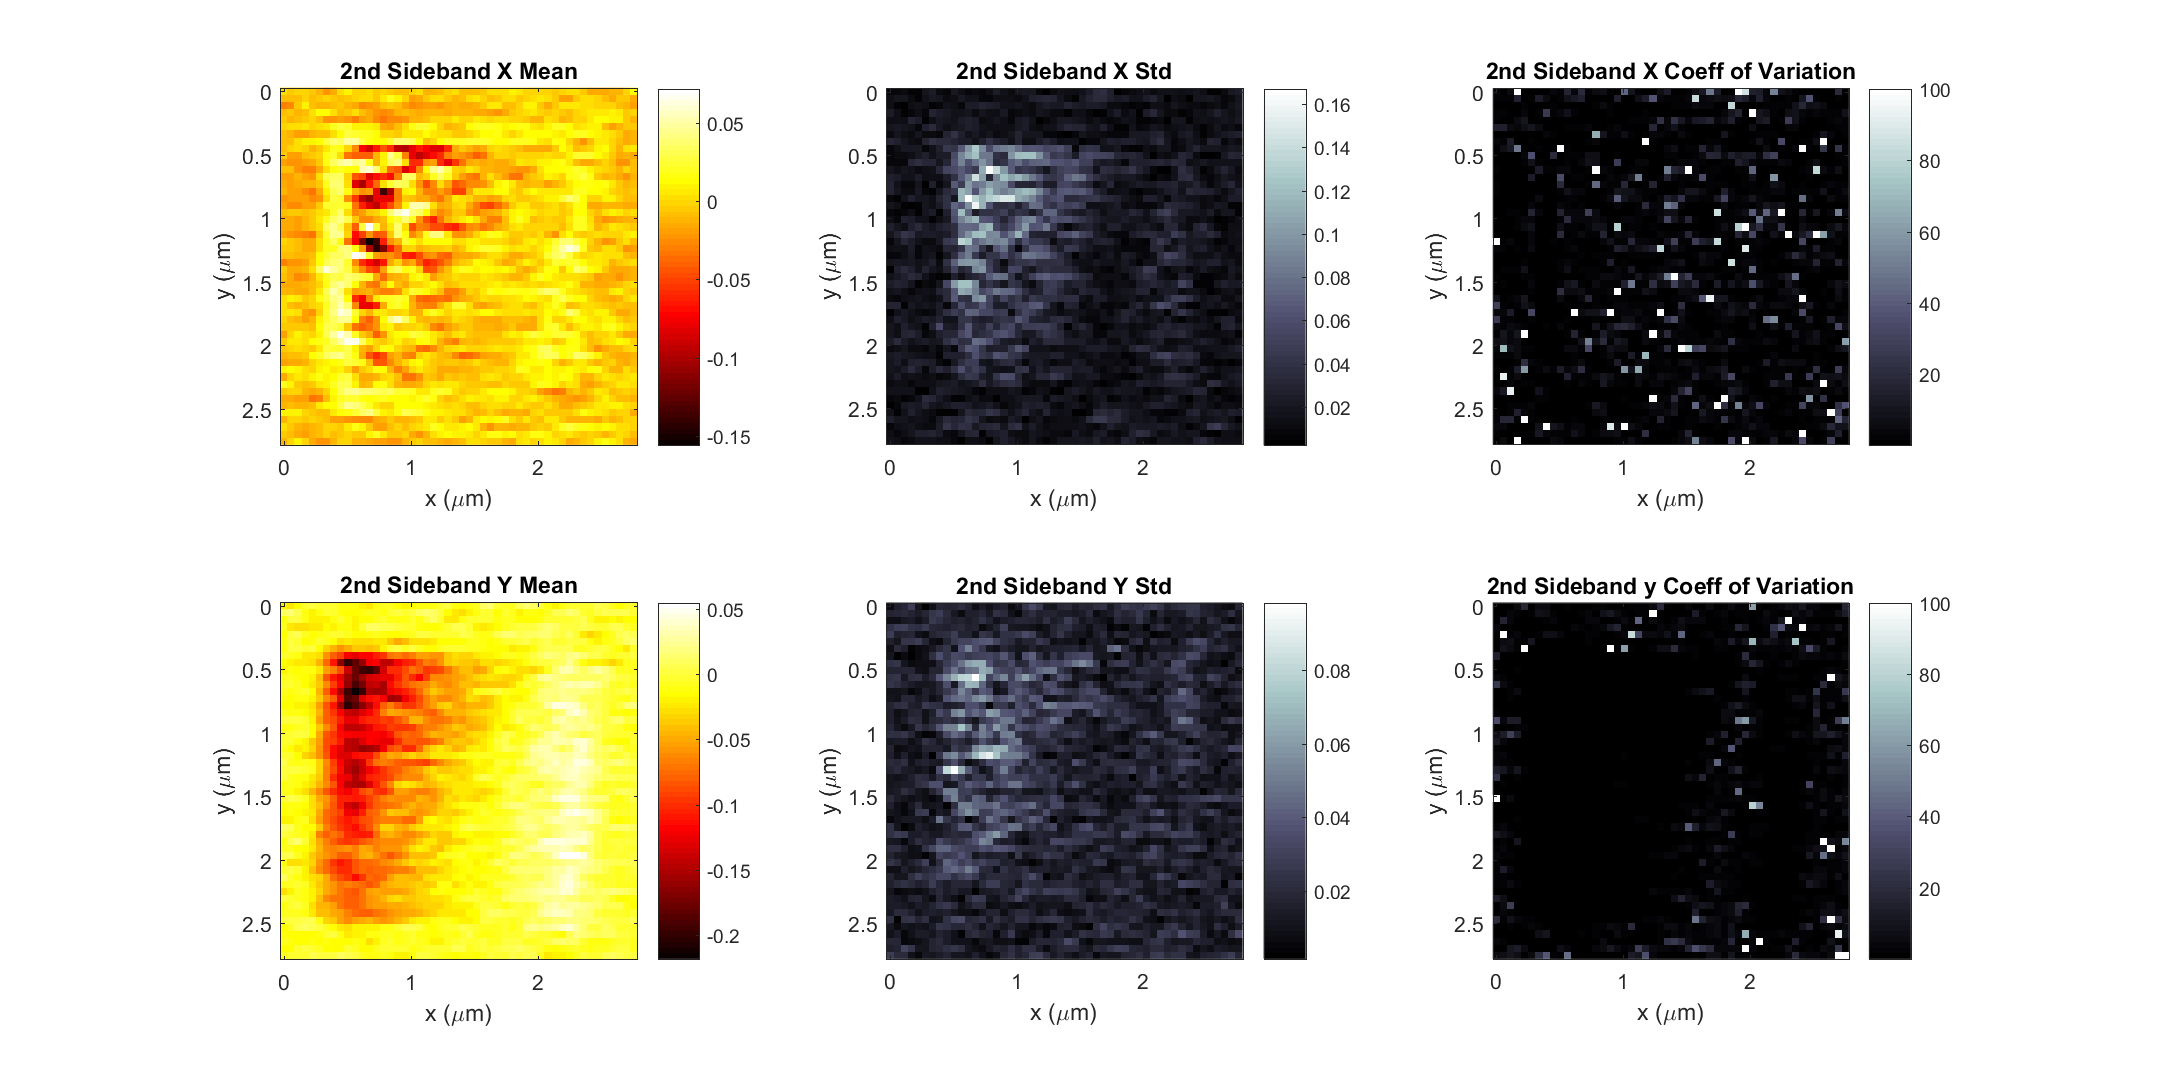 2nd Sideband X Mean
0
0.5
1
1.5
2
2.5
y (μm)
0 1 2
x (μm)
0.05
0
-0.05
-0.1
-0.15
2nd Sideband X Std
0
0.5
1
1.5
2
2.5
y (μm)
0 1 2
x (μm)
0.16
0.14
0.12
0.1
0.08
0.06
0.04
0.02
2nd Sideband X Coeff of Variation
0
0.5
1
1.5
2
2.5
y (μm)
0 1 2
x (μm)
100
80
60
40
20
2nd Sideband Y Mean
0
0.5
1
1.5
2
2.5
y (μm)
0 1 2
x (μm)
0.05
0
-0.05
-0.1
-0.15
-0.2
2nd Sideband Y Std
0
0.5
1
1.5
2
2.5
y (μm)
0 1 2
x (μm)
0.08
0.06
0.04
0.02
2nd Sideband y Coeff of Variation
0
0.5
1
1.5
2
2.5
y (μm)
0 1 2
x (μm)
100
80
60
40
20